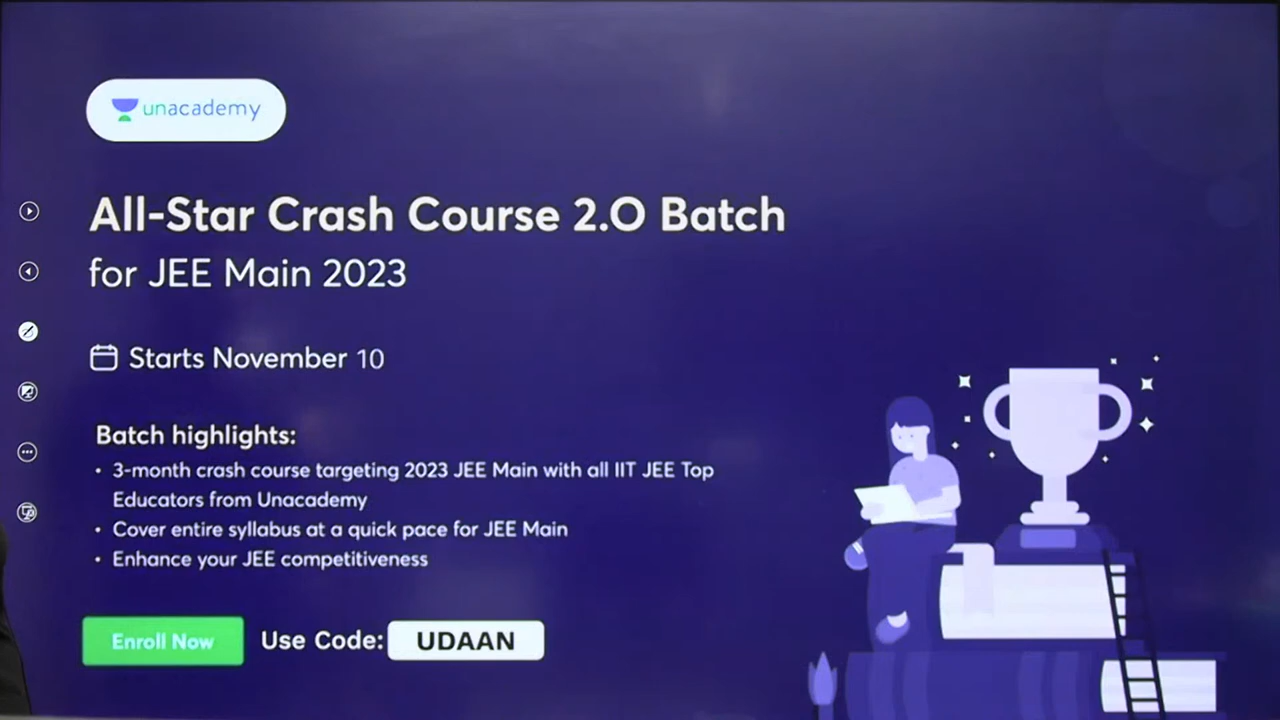 unacademy
All-Star Crash Course 2.O Batch
for JEE Main 2023
Starts November 10
Batch highlights:
• 3-month crash course targeting 2023 JEE Main with all IIT JEE Top
Educators from Unacademy
• Cover entire syllabus at a quick pace for JEE Main
• Enhance your JEE competitiveness
Enroll Now Use Code: UDAAN